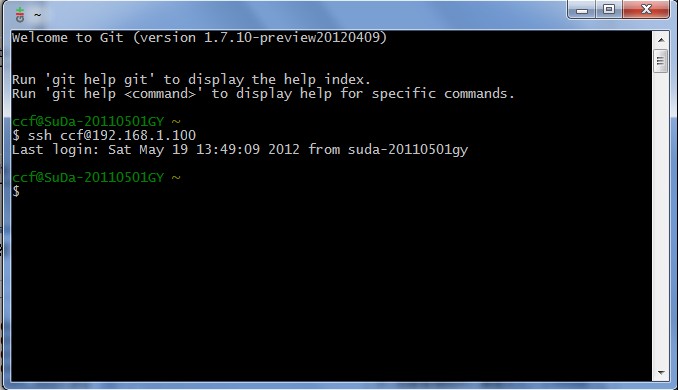 ~
Welcome to Git (version 1.7.10-preview20120409)
Run 'git help git' to display the help index.
Run 'git help <command>' to display help for specific commands.
ccf@SuDa-20110501GY ~
$ ssh ccf@192.168.1.100
Last login: Sat May 19 13:49:09 2012 from suda-20110501gy
ccf@SuDa-20110501GY ~
$